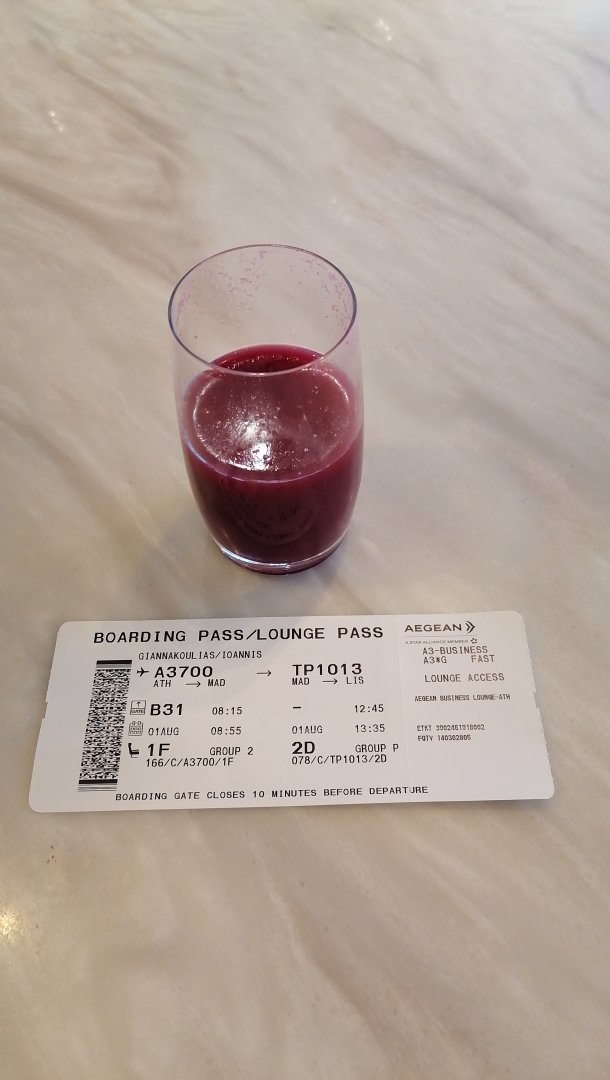 BOARDING PASS/LOUNGE PASS
GIANNAKOULIAS/IOANNIS
A3700 → TP1013
ATH → MAD MAD → LIS
GATE B31 08:15 - 12:45
01AUG 08:55 01AUG 13:35
1F GROUP 2 2D GROUP P
166/C/A3700/1F 078/C/TP1013/2D
BOARDING GATE CLOSES 10 MINUTES BEFORE DEPARTURE
AEGEAN
A STAR ALLIANCE MEMBER
A3-BUSINESS
A3*G FAST
LOUNGE ACCESS
AEGEAN BUSINESS LOUNGE-ATH
ETKT
FQTY 140302805